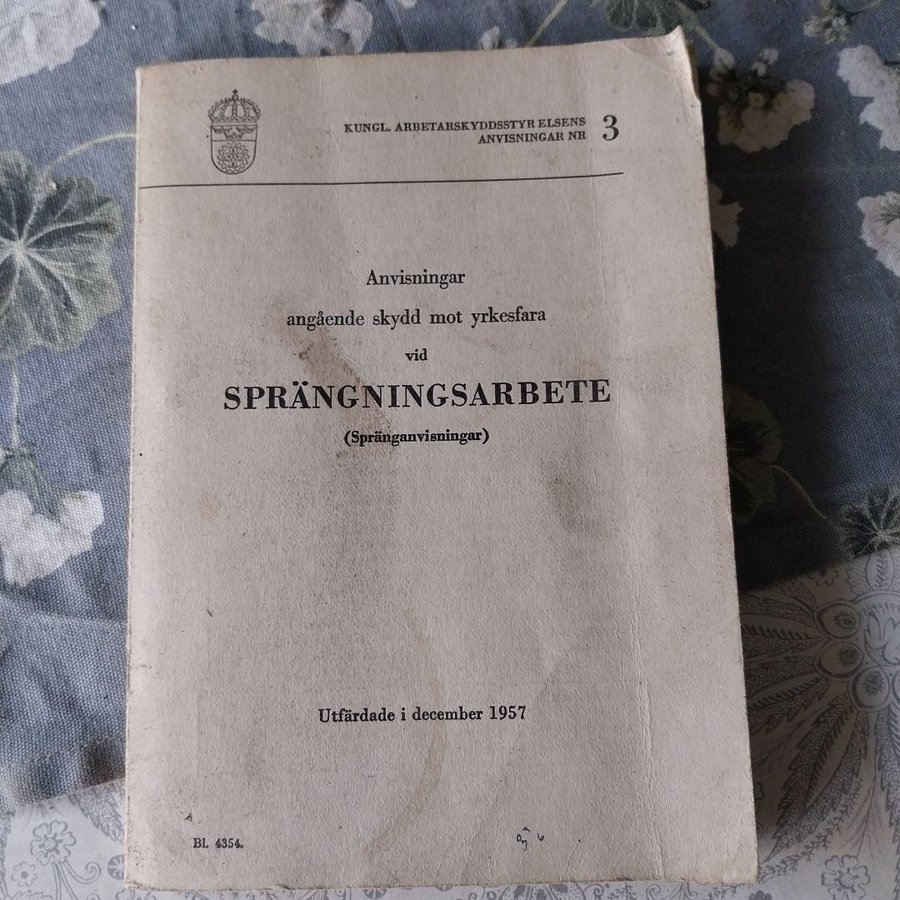 KUNGL. ARBETARSKYDDSSTYRELSENS
ANVISNINGAR NR 3
Anvisningar
angående skydd mot yrkesfara
vid
SPRÄNGNINGSARBETE
(Spränganvisningar)
Utfärdade i december 1957
Bl. 4354.